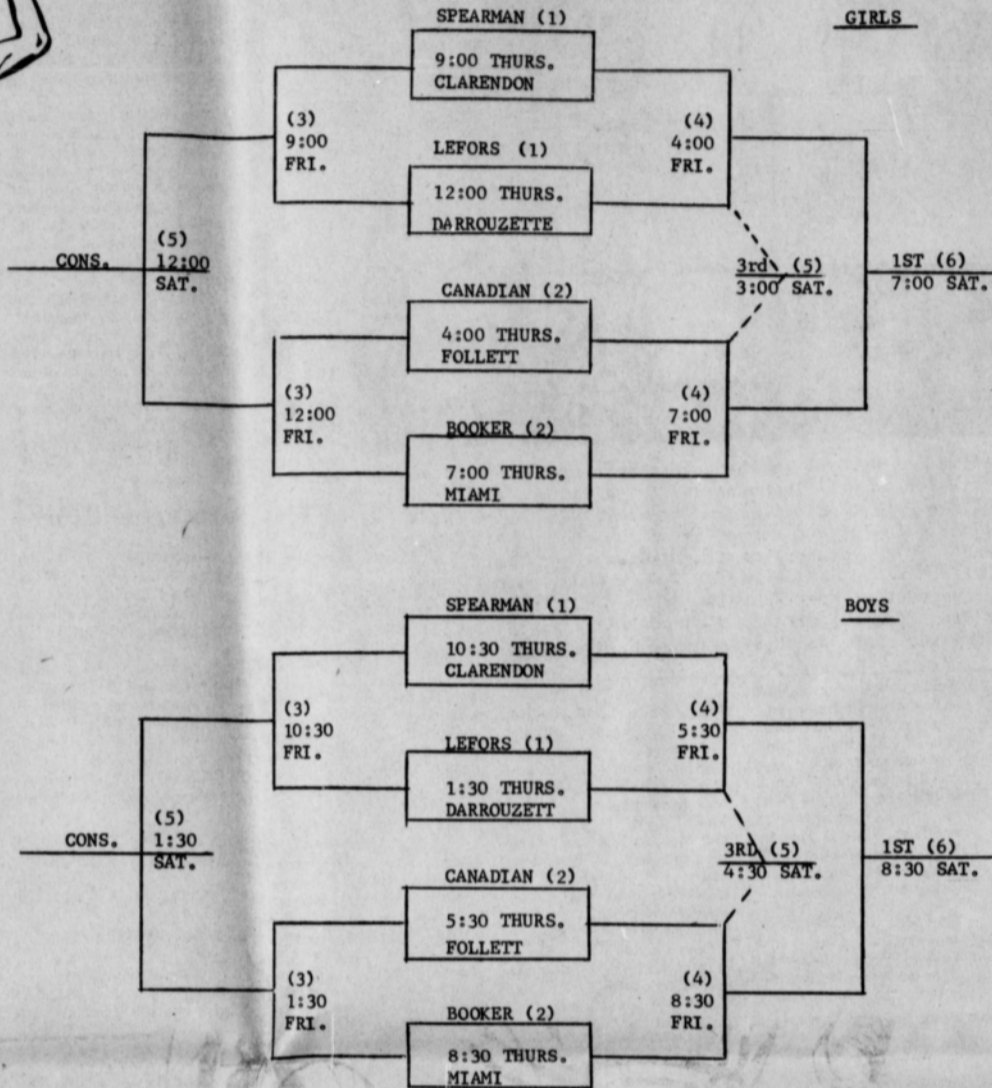 GIRLS
SPEARMAN (1)
9:00 THURS.
CLARENDON
(3)
9:00
FRI.
(4)
4:00
FRI.
LEFORS (1)
12:00 THURS.
DARROUZETTE
CONS.
(5)
12:00
SAT.
3rd (5)
3:00 SAT.
1ST (6)
7:00 SAT.
CANADIAN (2)
4:00 THURS.
FOLLETT
(3)
12:00
FRI.
(4)
7:00
FRI.
BOOKER (2)
7:00 THURS.
MIAMI
BOYS
SPEARMAN (1)
10:30 THURS.
CLARENDON
(3)
10:30
FRI.
(4)
5:30
FRI.
LEFORS (1)
1:30 THURS.
DARROUZETT
CONS.
(5)
1:30
SAT.
3RD (5)
4:30 SAT.
1ST (6)
8:30 SAT.
CANADIAN (2)
5:30 THURS.
FOLLETT
(3)
1:30
FRI.
(4)
8:30
FRI.
BOOKER (2)
8:30 THURS.
MIAMI